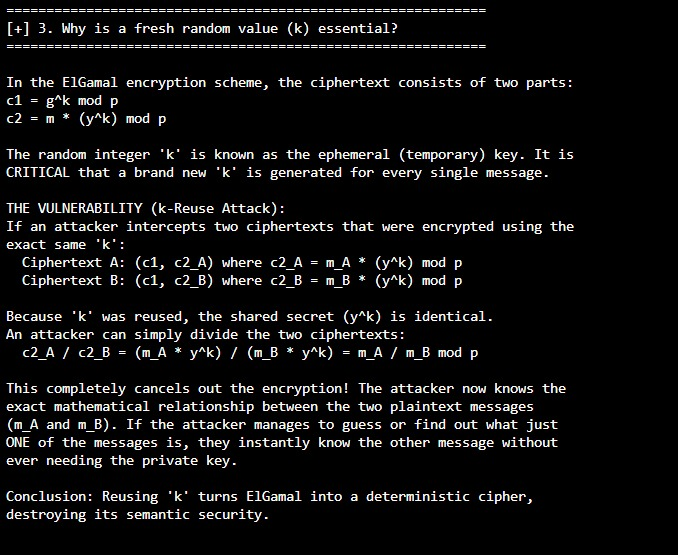 ============================================================
[+] 3. Why is a fresh random value (k) essential?
============================================================
In the ElGamal encryption scheme, the ciphertext consists of two parts:
c1 = g^k mod p
c2 = m * (y^k) mod p
The random integer 'k' is known as the ephemeral (temporary) key. It is
CRITICAL that a brand new 'k' is generated for every single message.
THE VULNERABILITY (k-Reuse Attack):
If an attacker intercepts two ciphertexts that were encrypted using the
exact same 'k':
  Ciphertext A: (c1, c2_A) where c2_A = m_A * (y^k) mod p
  Ciphertext B: (c1, c2_B) where c2_B = m_B * (y^k) mod p
Because 'k' was reused, the shared secret (y^k) is identical.
An attacker can simply divide the two ciphertexts:
  c2_A / c2_B = (m_A * y^k) / (m_B * y^k) = m_A / m_B mod p
This completely cancels out the encryption! The attacker now knows the
exact mathematical relationship between the two plaintext messages
(m_A and m_B). If the attacker manages to guess or find out what just
ONE of the messages is, they instantly know the other message without
ever needing the private key.
Conclusion: Reusing 'k' turns ElGamal into a deterministic cipher,
destroying its semantic security.